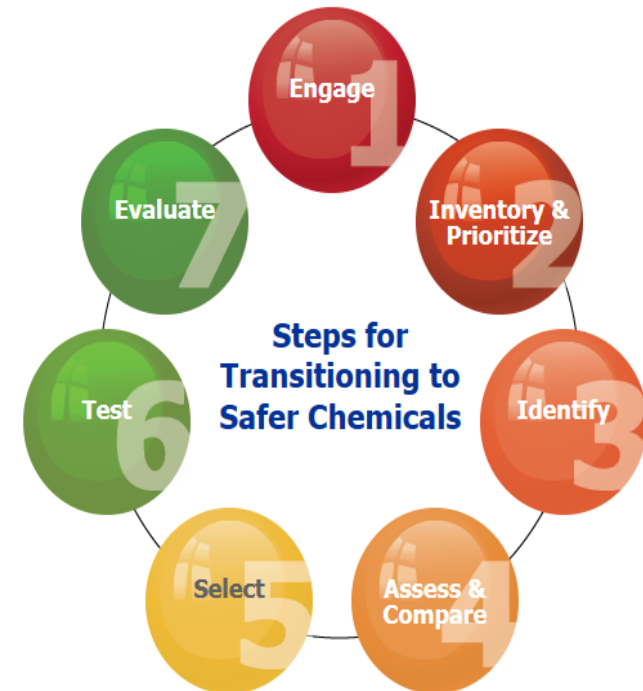 Engage
1
Inventory &
Prioritize
2
Identify
3
Assess &
Compare
4
Select
5
Test
6
Evaluate
7
Steps for
Transitioning to
Safer Chemicals